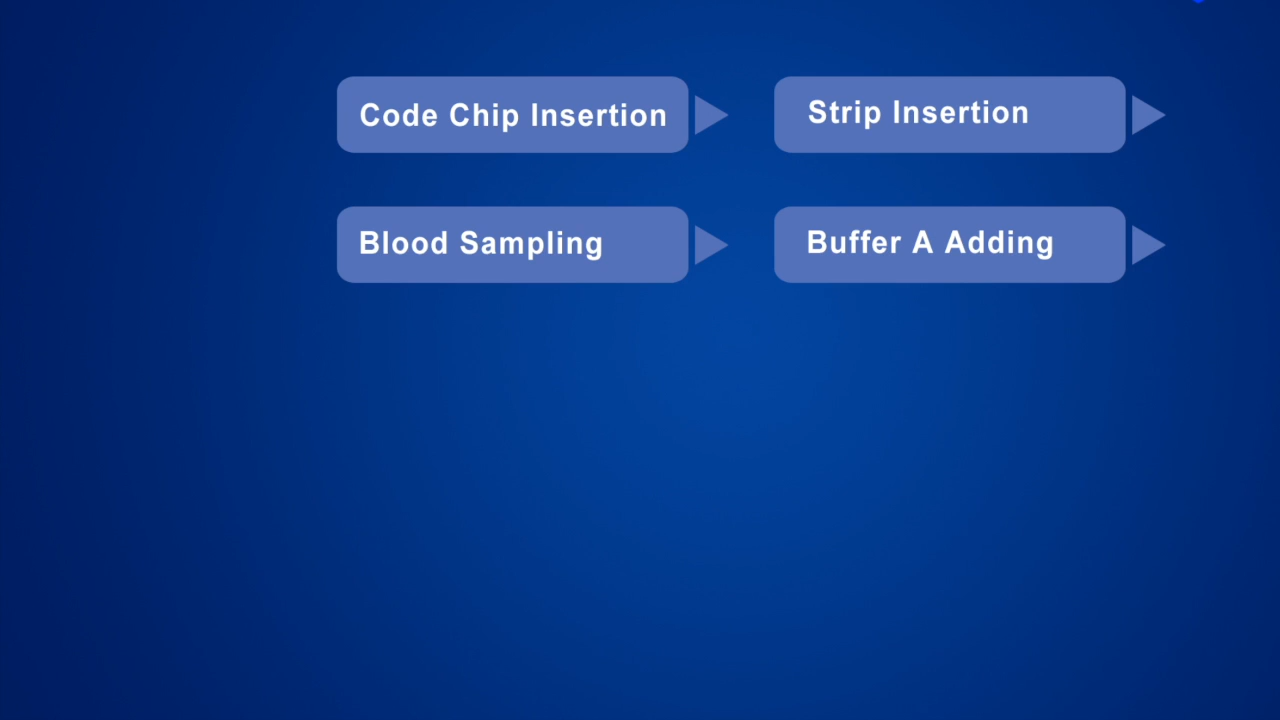 Code Chip Insertion
Strip Insertion
Blood Sampling
Buffer A Adding